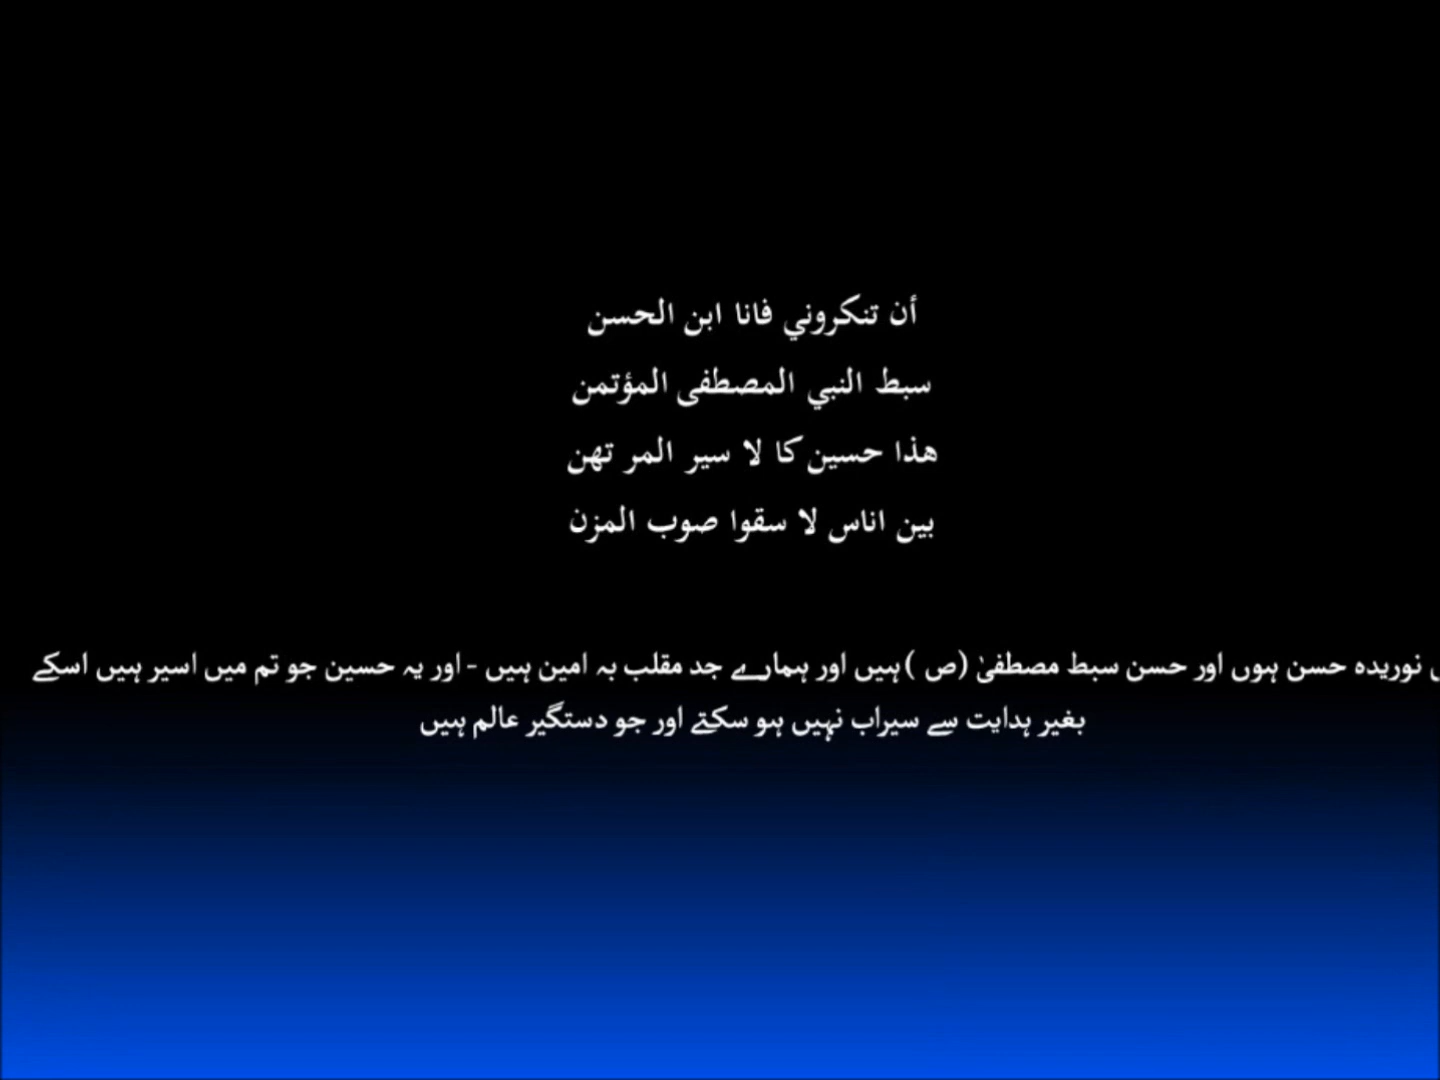 أن تنكروني فانا ابن الحسن
سبط النبي المصطفى المؤتمن
هذا حسين كا لا سير المر تهن
بين اناس لا سقوا صوب المزن
نوریدہ حسن ہوں اور حسن سبط مصطفیٰ (ص ) ہیں اور ہمارے جد مقلب بہ امین ہیں - اور یہ حسین جو تم میں اسیر ہیں اسکے
بغیر ہدایت سے سیراب نہیں ہو سکتے اور جو دستگیر عالم ہیں